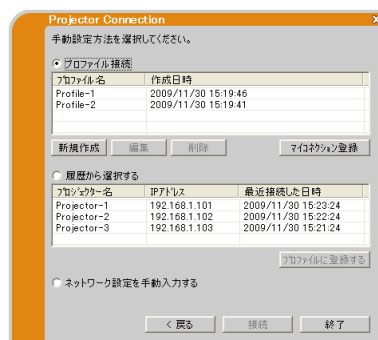 Projector Connection
手動設定方法を選択してください。
プロファイル接続
プロファイル名 作成日時
Profile-1 2009/11/30 15:19:46
Profile-2 2009/11/30 15:19:41
新規作成 編集 削除 マイコネクション登録
履歴から選択する
プロジェクター名 IPアドレス 最近接続した日時
Projector-1 192.168.1.101 2009/11/30 15:23:24
Projector-2 192.168.1.102 2009/11/30 15:22:24
Projector-3 192.168.1.103 2009/11/30 15:21:24
プロファイルに登録する
ネットワーク設定を手動入力する
< 戻る 接続 終了